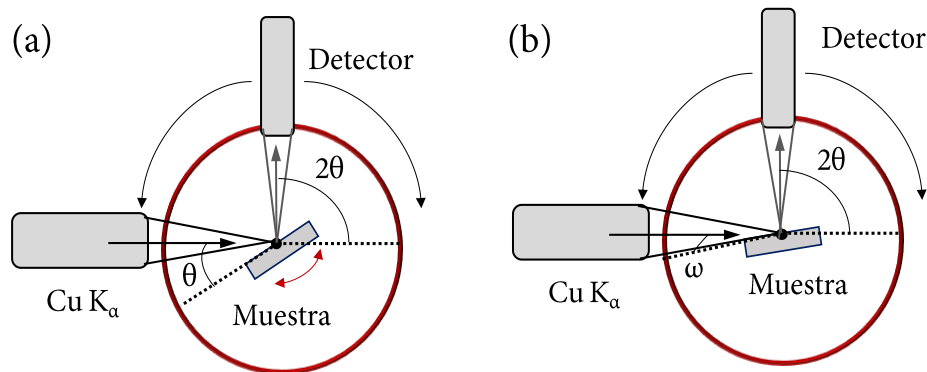 (a)
Detector
2θ
θ
Cu Kα
Muestra
(b)
Detector
2θ
ω
Cu Kα
Muestra